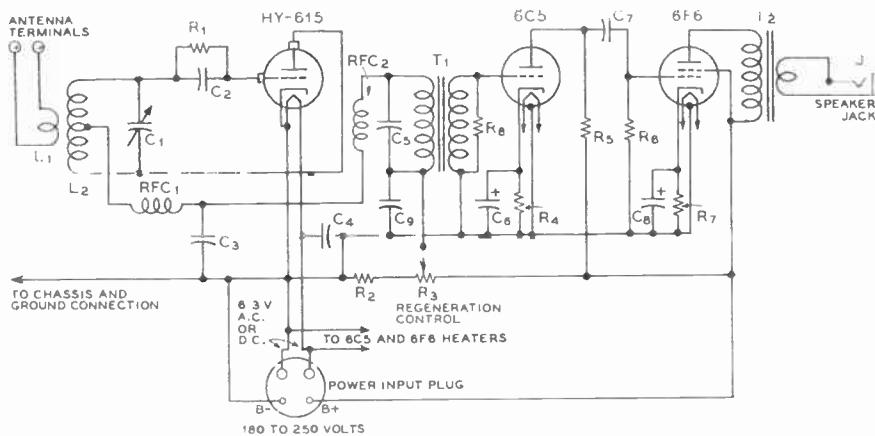 ANTENNA
TERMINALS
R1
HY-615
C2
C1
L1
L2
RFC1
C3
RFC2
T1
C5
C9
C4
R8
6C5
C7
6F6
T2
J
SPEAKER
JACK
C6
R4
R5
R6
C8
R7
TO CHASSIS AND
GROUND CONNECTION
R2
R3
REGENERATION
CONTROL
6 3 V
A.C.
OR
D.C.
TO 6C5 AND 6F6 HEATERS
POWER INPUT PLUG
B-
B+
180 TO 250 VOLTS